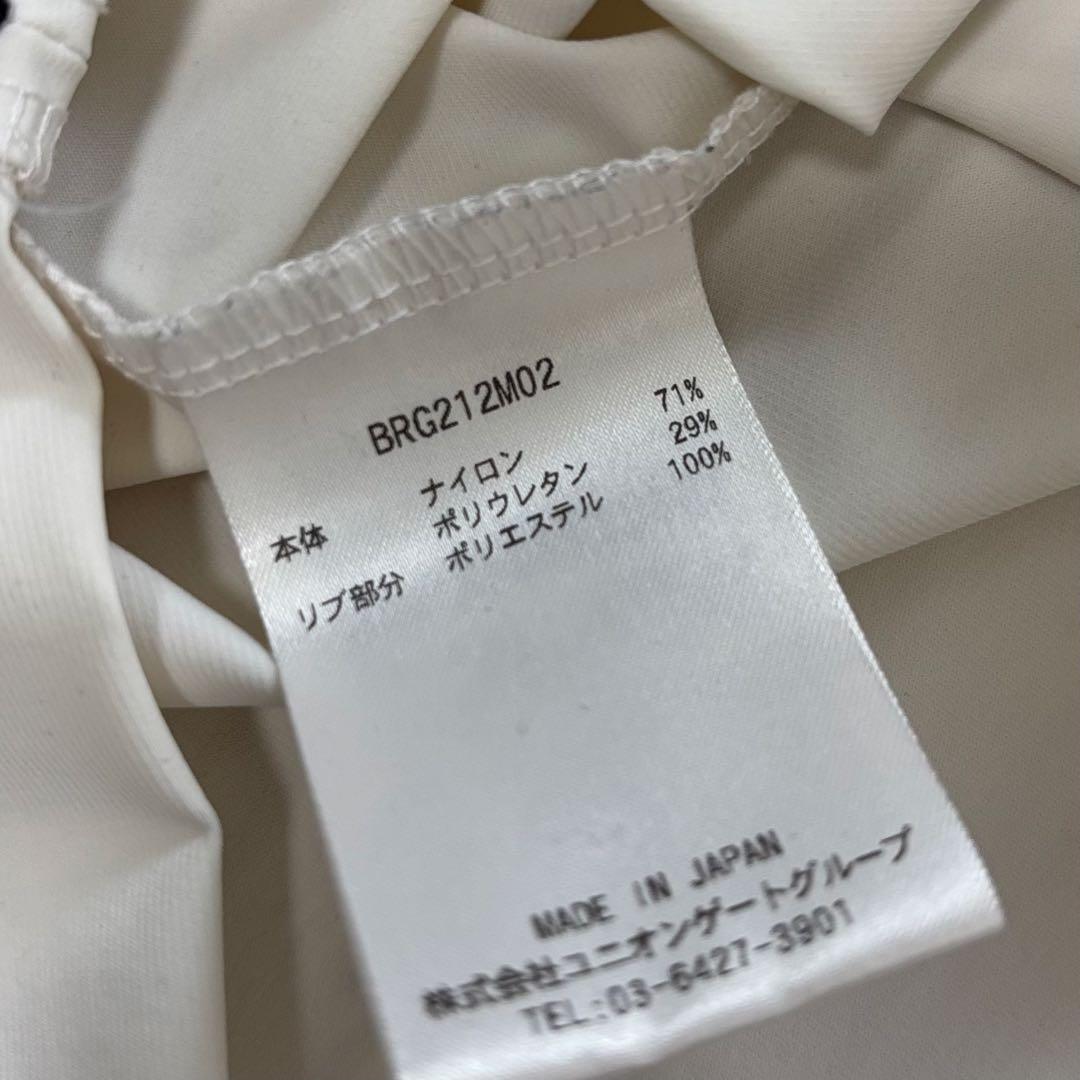 BRG212M02
本体 ナイロン 71%
ポリウレタン 29%
リブ部分 ポリエステル 100%
MADE IN JAPAN
株式会社ユニオンゲートグループ
TEL:03-6427-3901